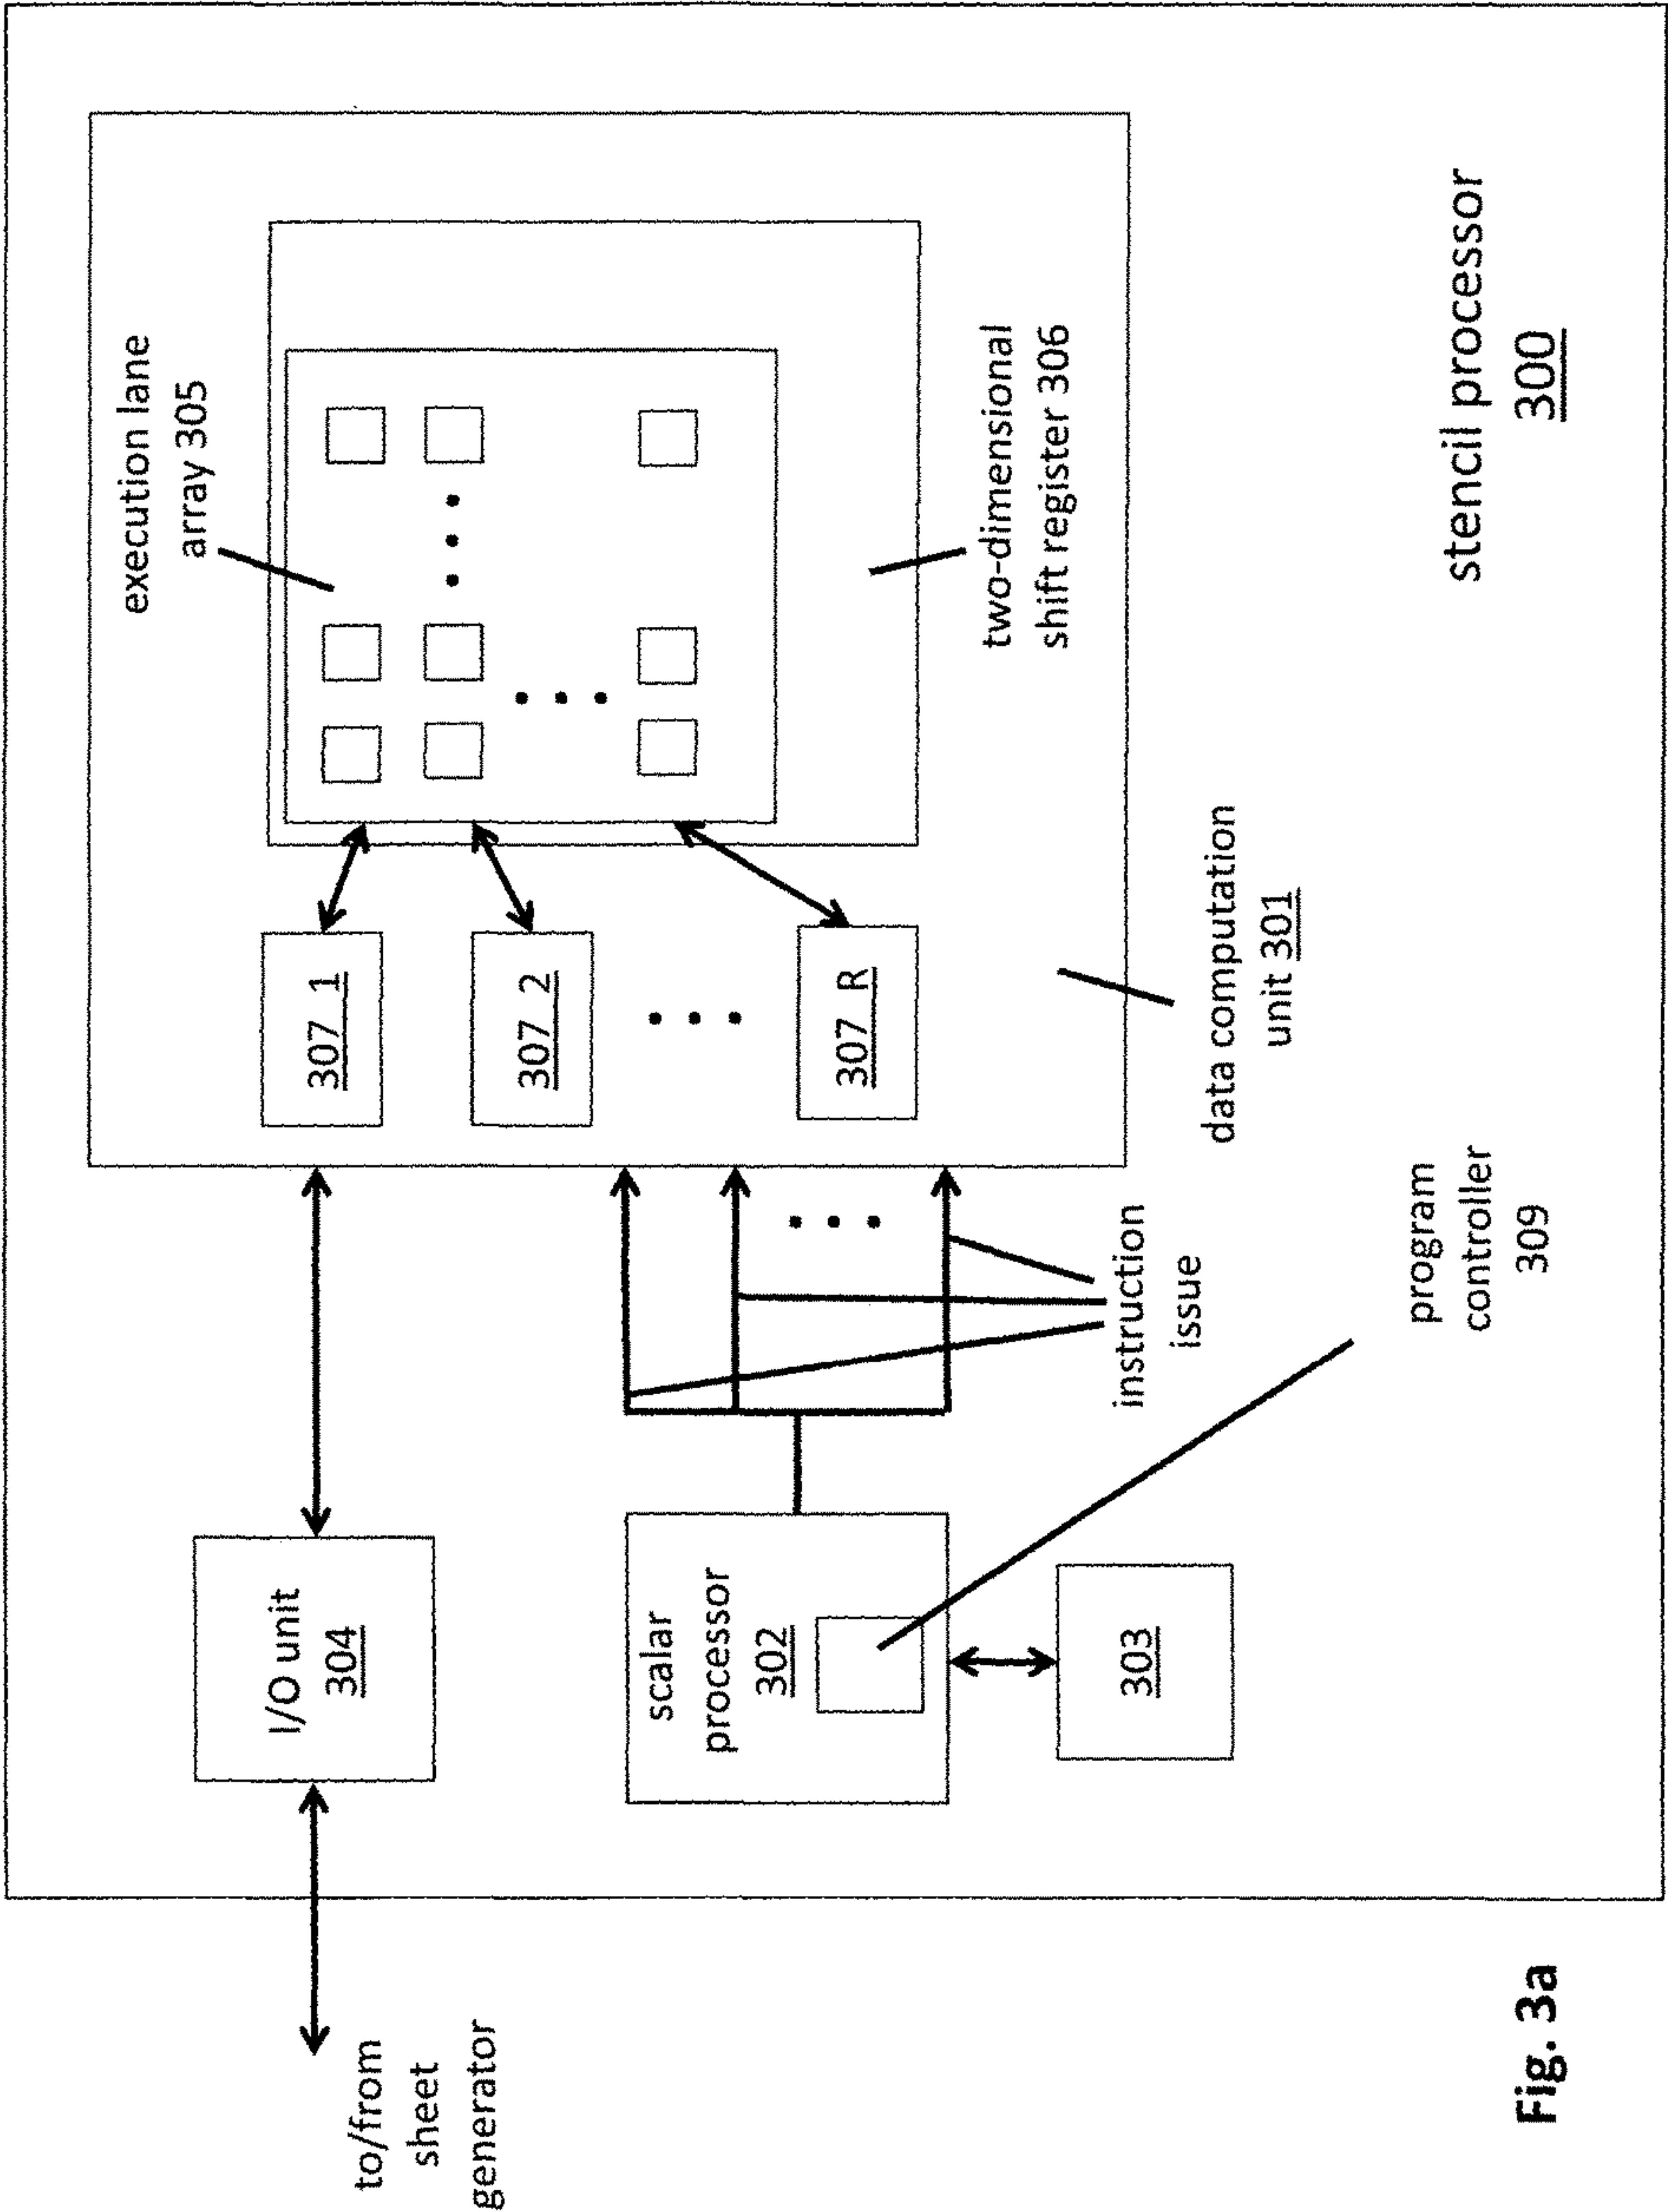 execution lane
array 305
to/from
sheet
generator
I/O unit
304
307_1
307_2
307_R
scalar
processor
302
303
instruction
issue
two-dimensional
shift register 306
data computation
unit 301
program
controller
309
stencil processor
300
Fig. 3a